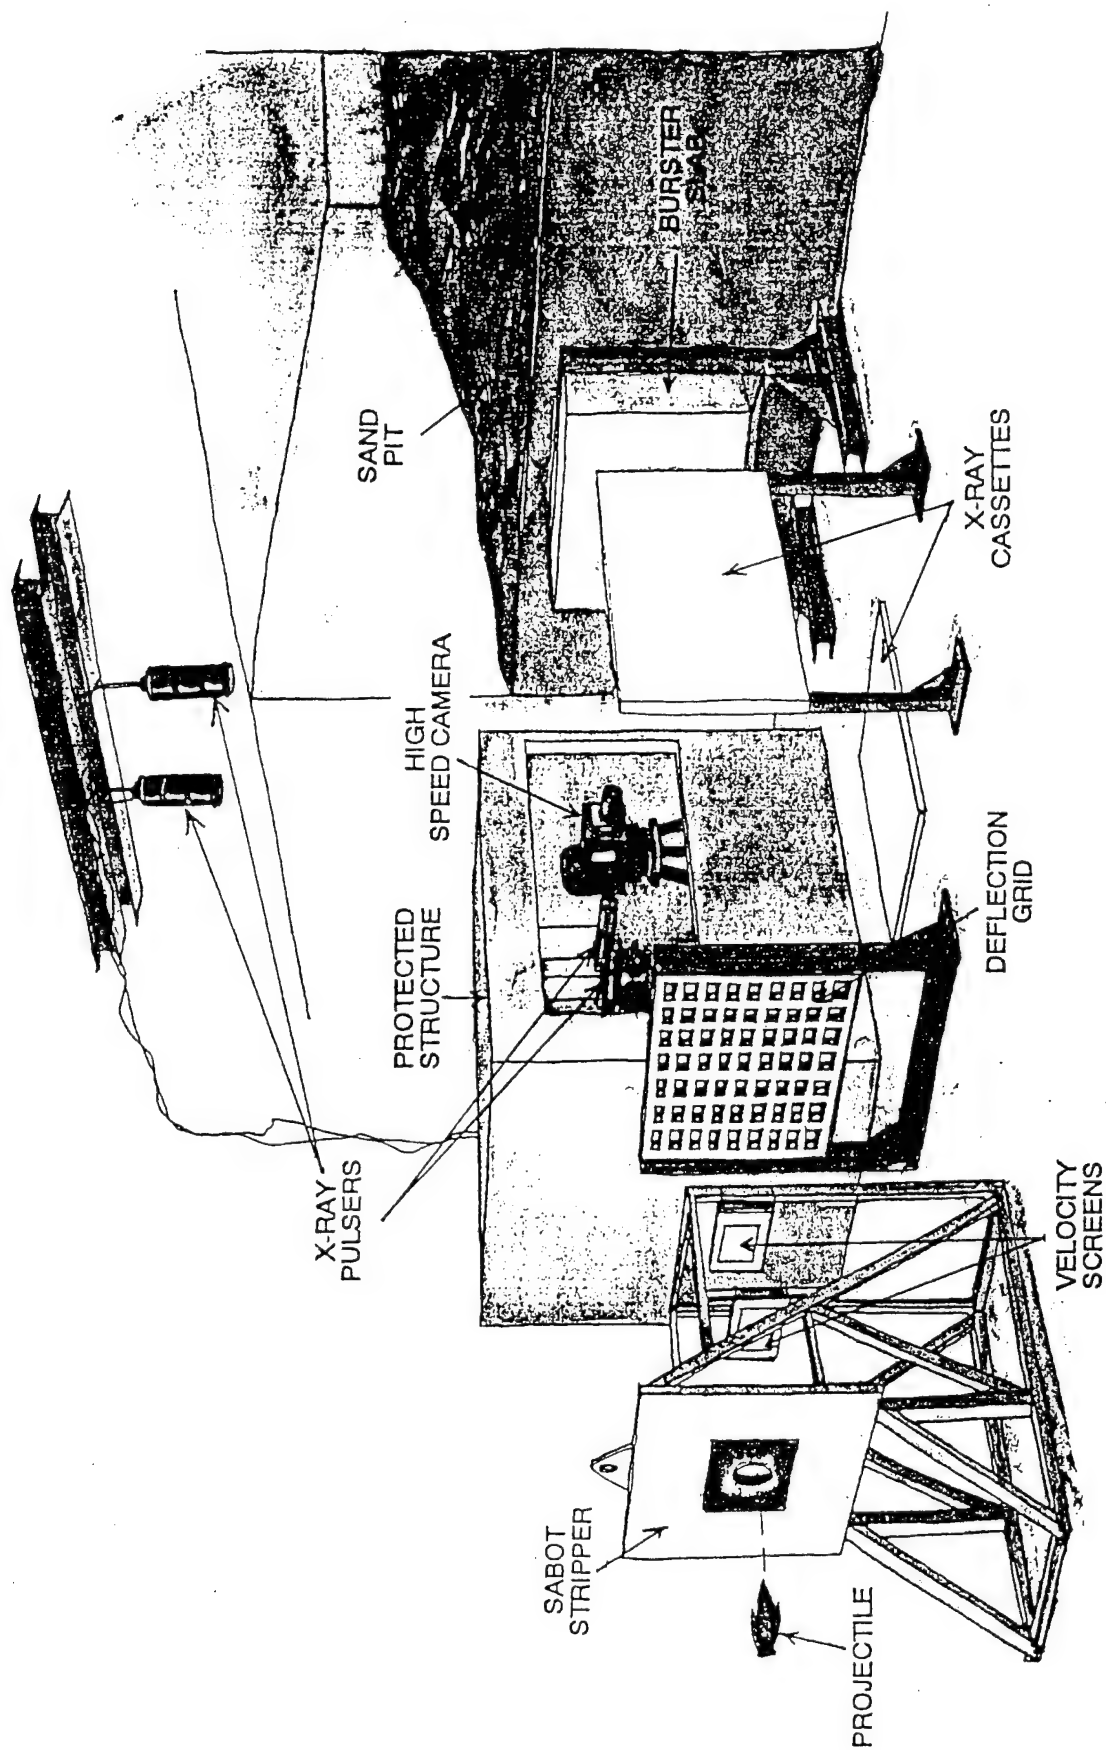 PROJECTILE
SABOT
STRIPPER
VELOCITY
SCREENS
X-RAY
PULSERS
PROTECTED
STRUCTURE
DEFLECTION
GRID
HIGH
SPEED CAMERA
X-RAY
CASSETTES
SAND
PIT
BURSTER
SLAB